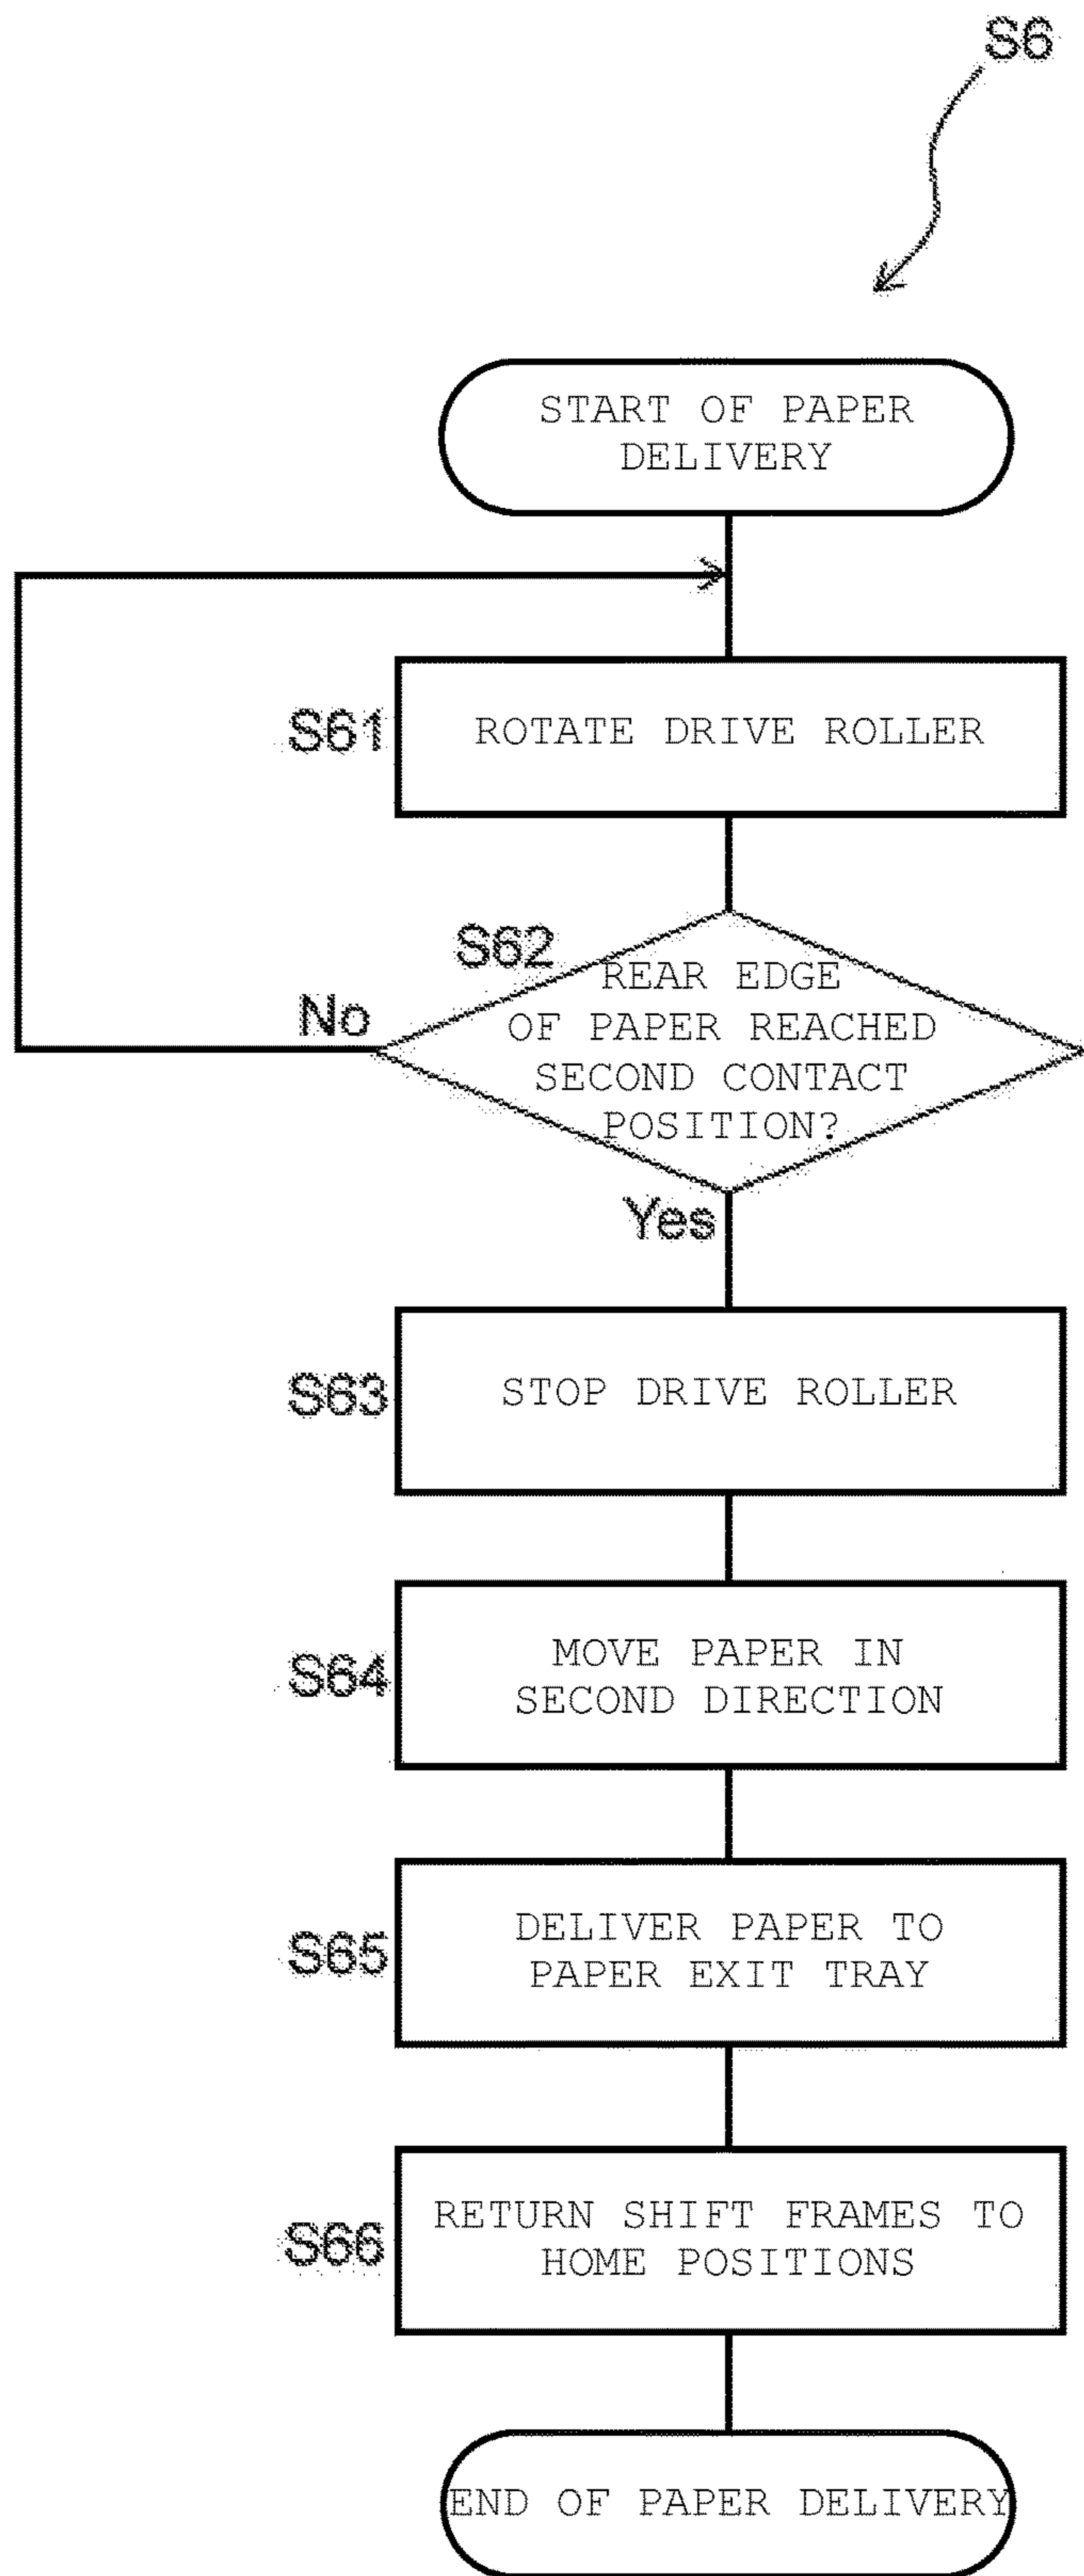 S6
START OF PAPER
DELIVERY
S61
ROTATE DRIVE ROLLER
S62
REAR EDGE
OF PAPER REACHED
SECOND CONTACT
POSITION?
No
Yes
S63
STOP DRIVE ROLLER
S64
MOVE PAPER IN
SECOND DIRECTION
S65
DELIVER PAPER TO
PAPER EXIT TRAY
S66
RETURN SHIFT FRAMES TO
HOME POSITIONS
END OF PAPER DELIVERY